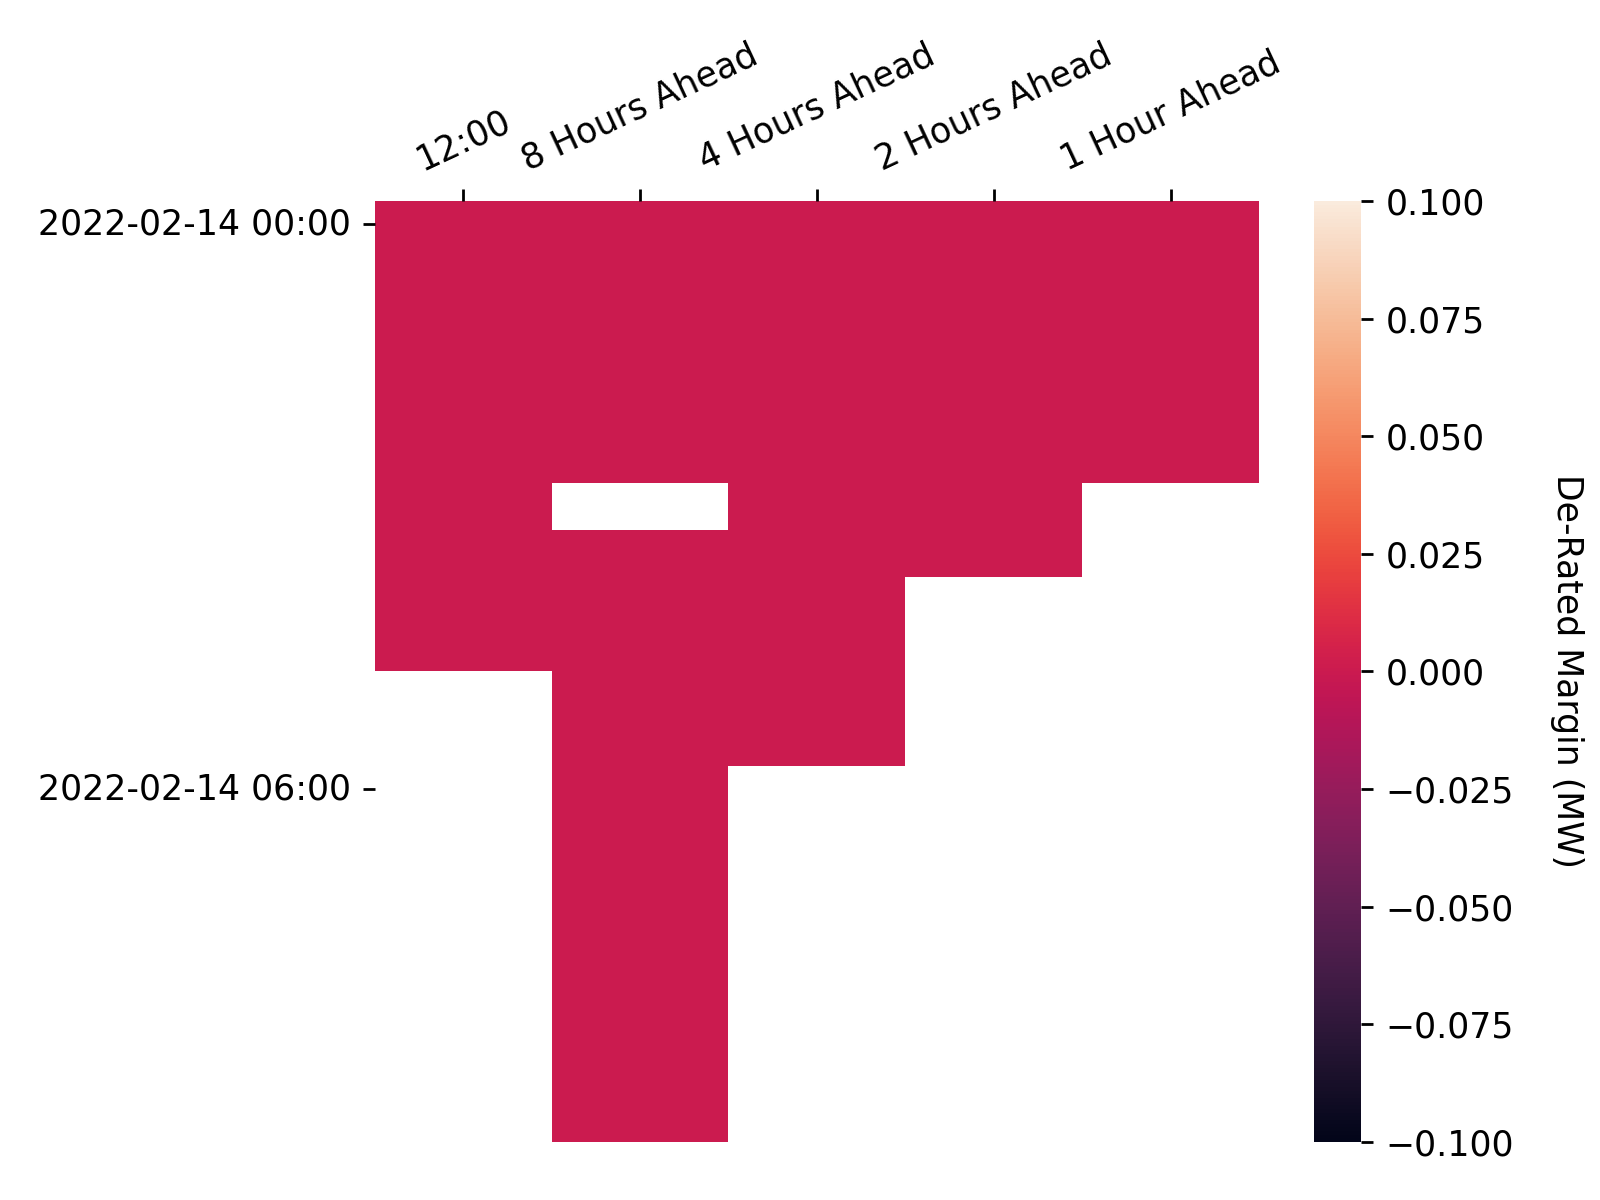 12:00
8 Hours Ahead
4 Hours Ahead
2 Hours Ahead
1 Hour Ahead
2022-02-14 00:00
2022-02-14 06:00
0.100
0.075
0.050
0.025
0.000
−0.025
−0.050
−0.075
−0.100
De-Rated Margin (MW)